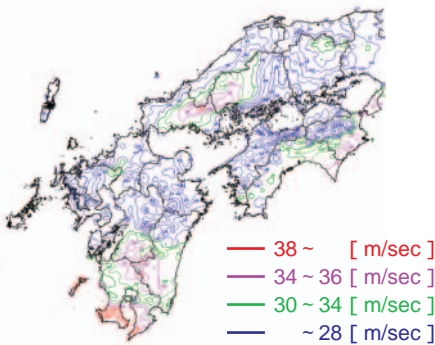 38 ~ [ m/sec ]
34 ~ 36 [ m/sec ]
30 ~ 34 [ m/sec ]
~ 28 [ m/sec ]